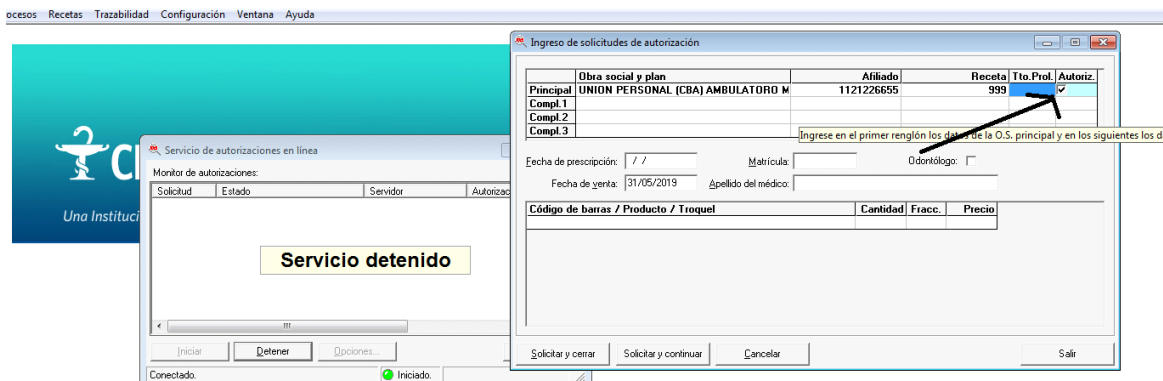 ocesos Recetas Trazabilidad Configuración Ventana Ayuda
Ingreso de solicitudes de autorización
Obra social y plan Afiliado Receta Tto.Prol. Autoriz.
Principal UNION PERSONAL (CBA) AMBULATORO M 1121226655 999
Compl.1
Compl.2
Compl.3
Ingrese en el primer renglón los datos de la O.S. principal y en los siguientes los d
Fecha de prescripción: / / Matrícula: Odontólogo:
Fecha de venta: 31/05/2019 Apellido del médico:
Código de barras / Producto / Troquel Cantidad Fracc. Precio
Solicitar y cerrar Solicitar y continuar Cancelar Salir
Una Instituci
Servicio de autorizaciones en línea
Monitor de autorizaciones:
Solicitud Estado Servidor Autorizac
Servicio detenido
Iniciar Detener Opciones...
Conectado. Iniciado.